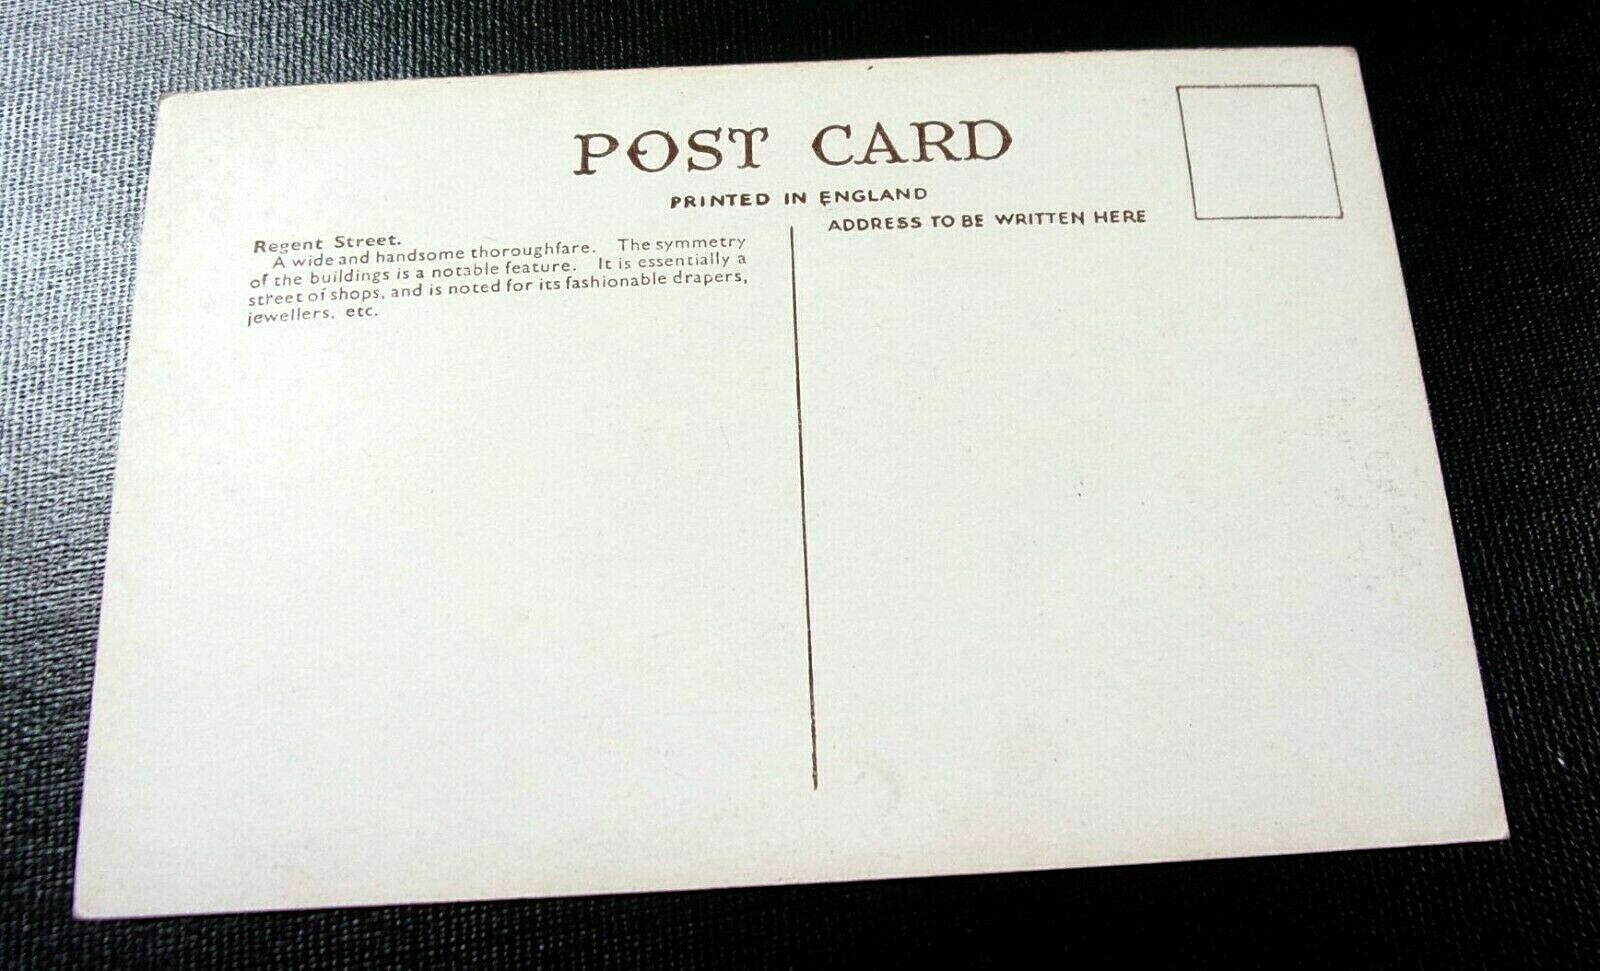 POST CARD
PRINTED IN ENGLAND
ADDRESS TO BE WRITTEN HERE
Regent Street.
A wide and handsome thoroughfare. The symmetry
of the buildings is a notable feature. It is essentially a
street of shops, and is noted for its fashionable drapers,
jewellers, etc.